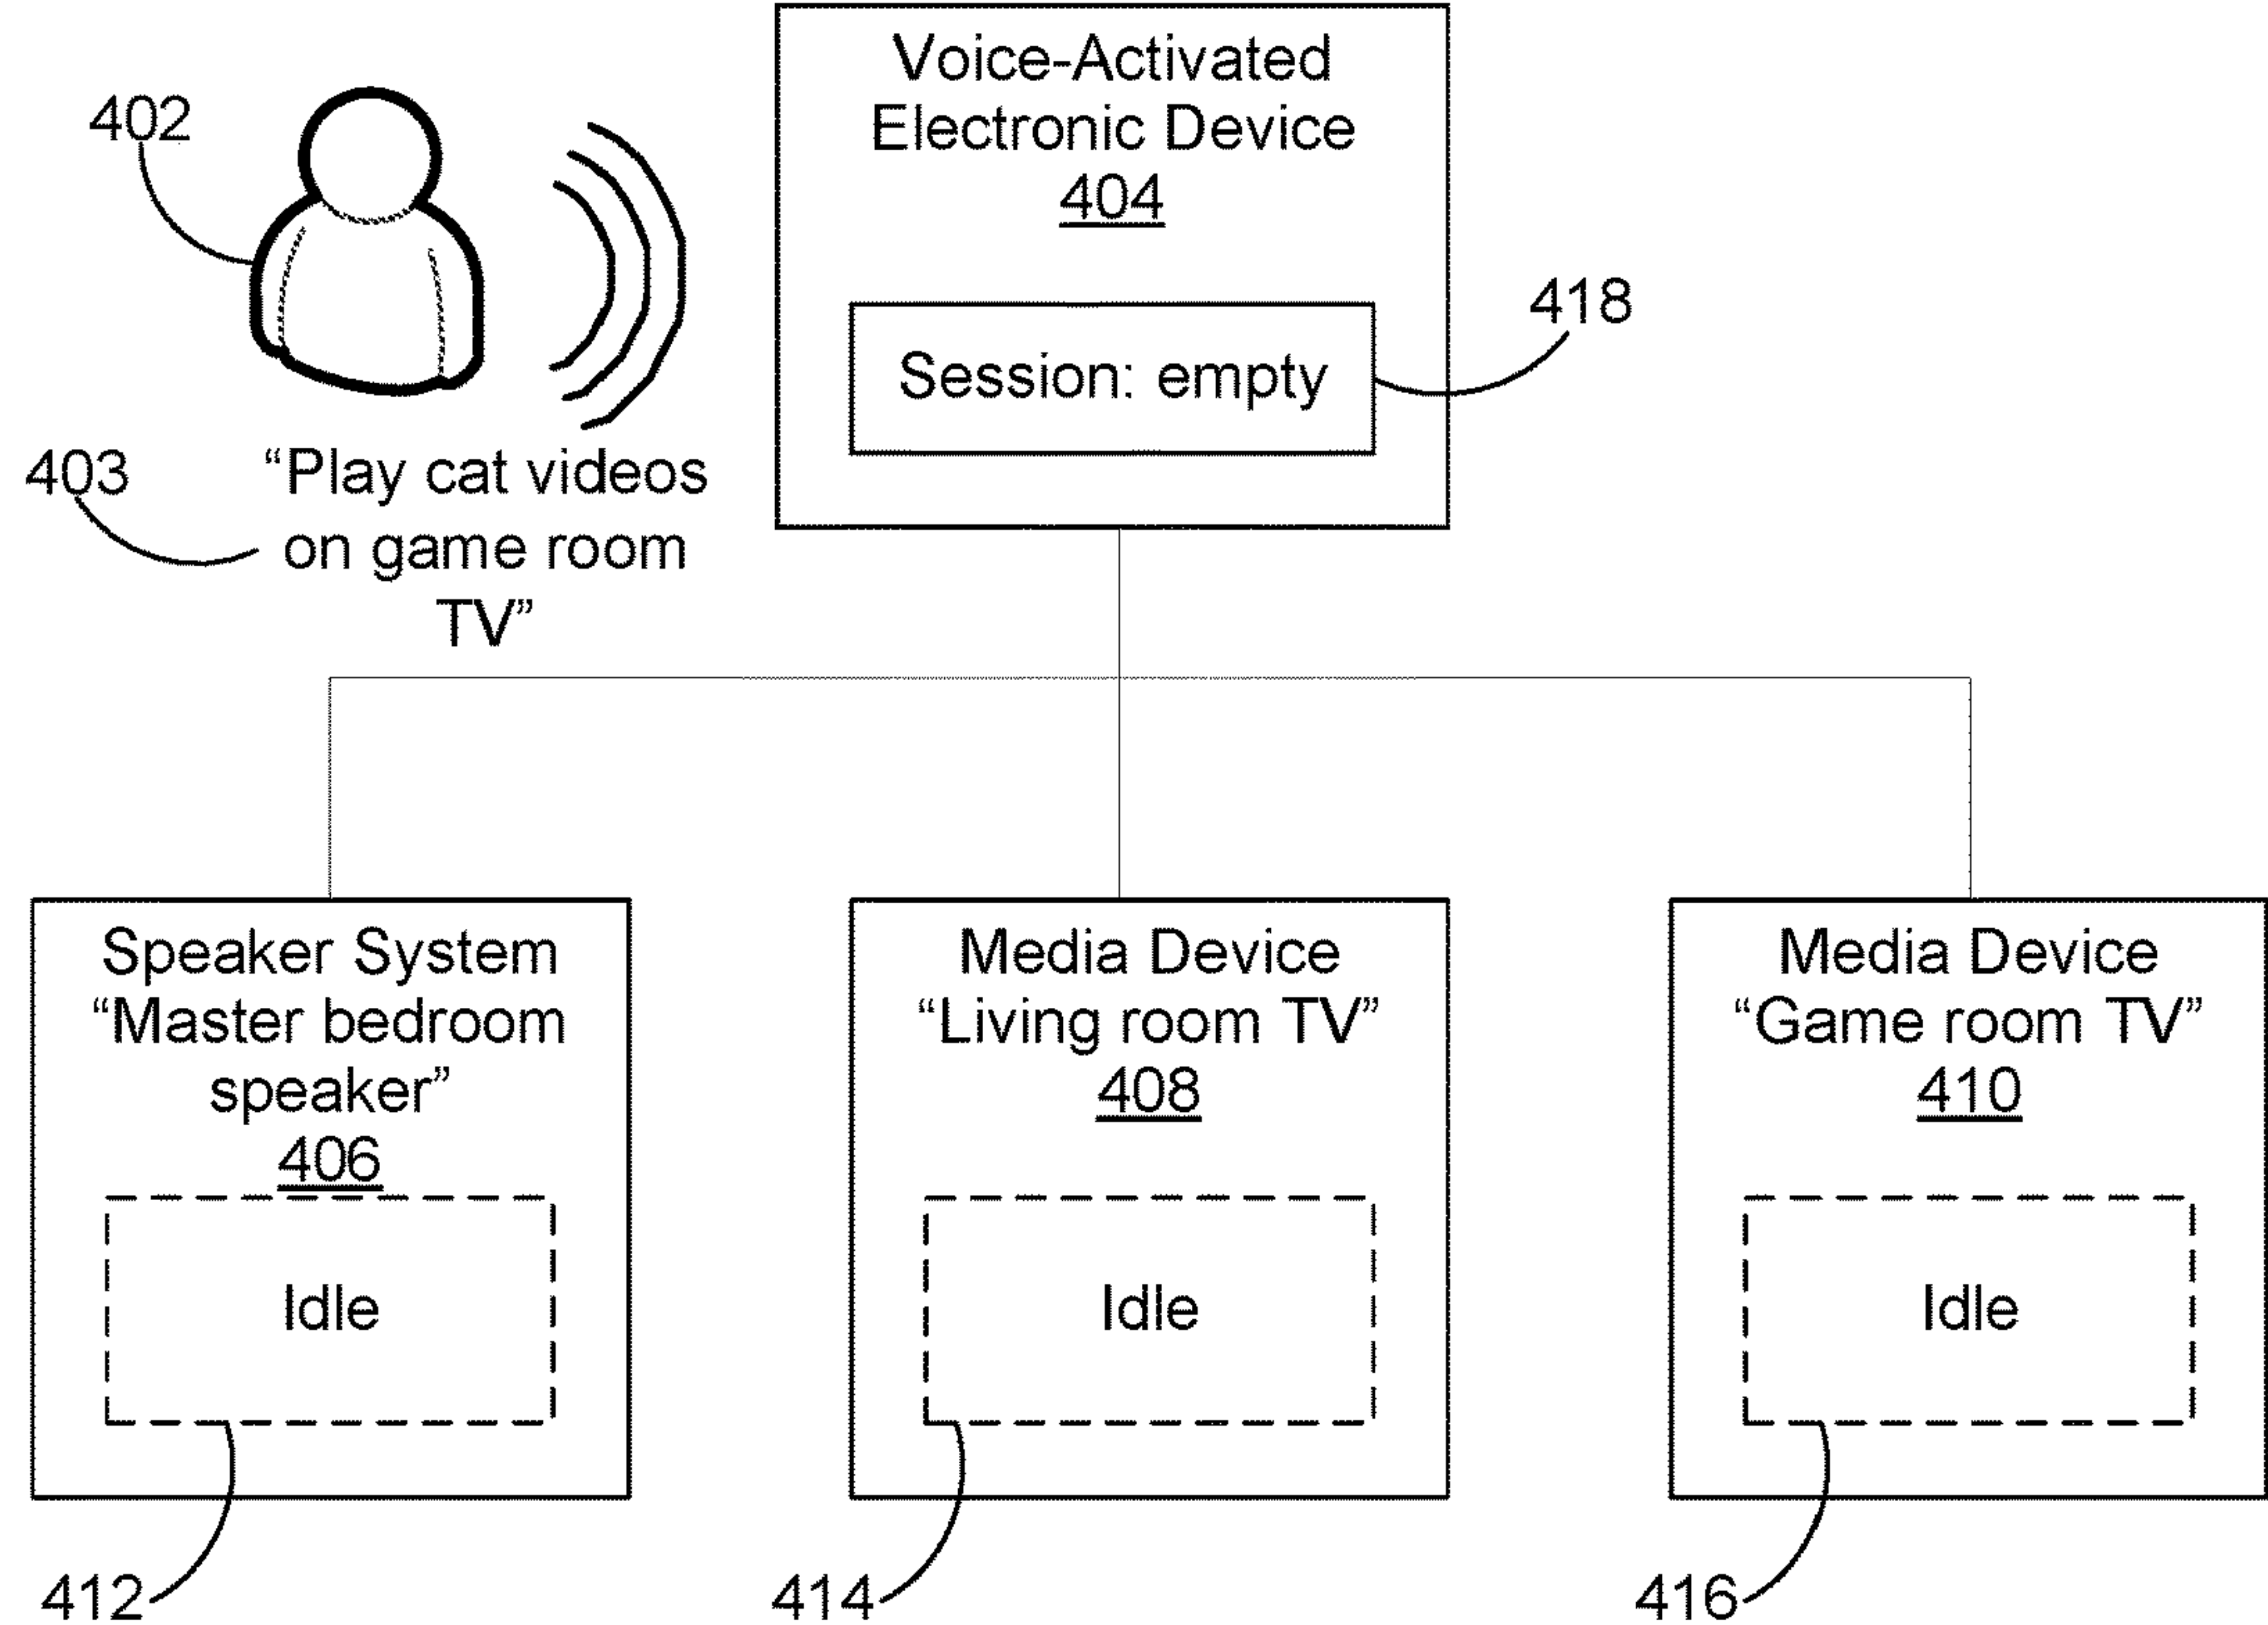 402
403
“Play cat videos
on game room
TV”
Voice-Activated
Electronic Device
404
Session: empty
418
Speaker System
“Master bedroom
speaker”
406
Idle
412
Media Device
“Living room TV”
408
Idle
414
Media Device
“Game room TV”
410
Idle
416